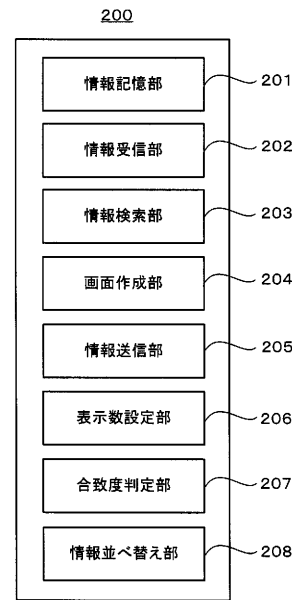 200
情報記憶部 201
情報受信部 202
情報検索部 203
画面作成部 204
情報送信部 205
表示数設定部 206
合致度判定部 207
情報並べ替え部 208